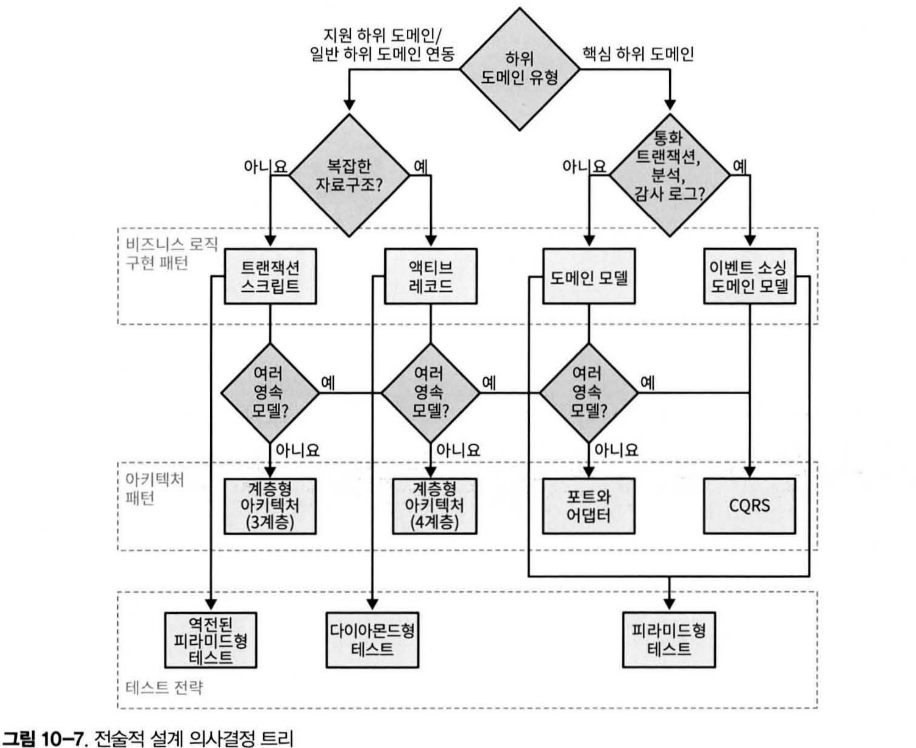 지원 하위 도메인/
일반 하위 도메인 연동
하위
도메인 유형
핵심 하위 도메인
복잡한
자료구조?
아니요
예
통화
트랜잭션,
분석,
감사 로그?
아니요
예
비즈니스 로직
구현 패턴
트랜잭션
스크립트
액티브
레코드
도메인 모델
이벤트 소싱
도메인 모델
여러
영속
모델?
예
여러
영속
모델?
예
여러
영속
모델?
예
아니요
아니요
아니요
아키텍처
패턴
계층형
아키텍처
(3계층)
계층형
아키텍처
(4계층)
포트와
어댑터
CQRS
역전된
피라미드형
테스트
다이아몬드형
테스트
피라미드형
테스트
테스트 전략
그림 10-7. 전술적 설계 의사결정 트리